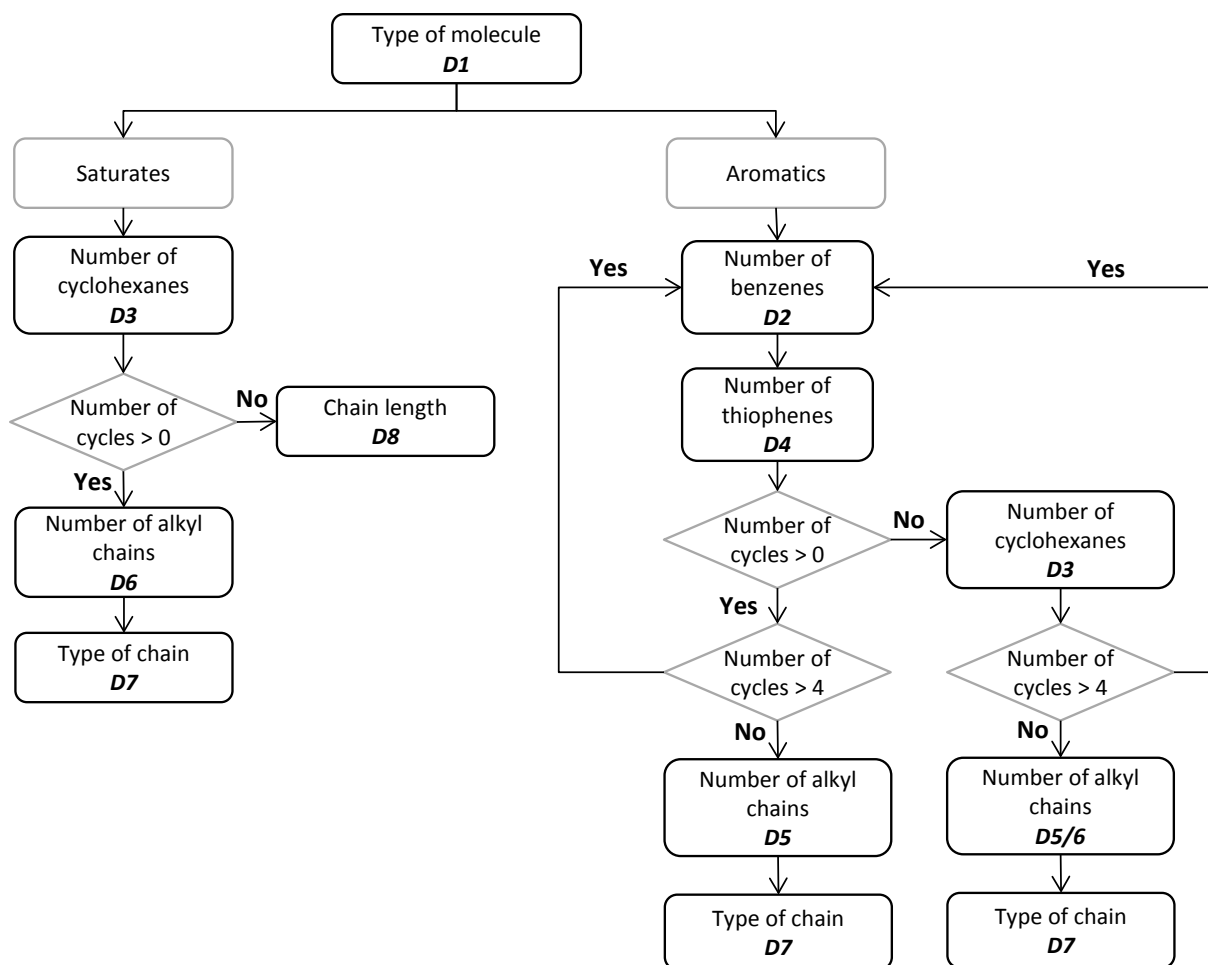 Type of molecule
D1
Saturates
Aromatics
Number of
cyclohexanes
D3
Number of
cycles > 0
No
Chain length
D8
Yes
Number of alkyl
chains
D6
Type of chain
D7
Yes
Number of
benzenes
D2
Yes
Number of
thiophenes
D4
Number of
cycles > 0
No
Number of
cyclohexanes
D3
Yes
Number of
cycles > 4
Number of
cycles > 4
No
No
Number of alkyl
chains
D5
Number of alkyl
chains
D5/6
Type of chain
D7
Type of chain
D7